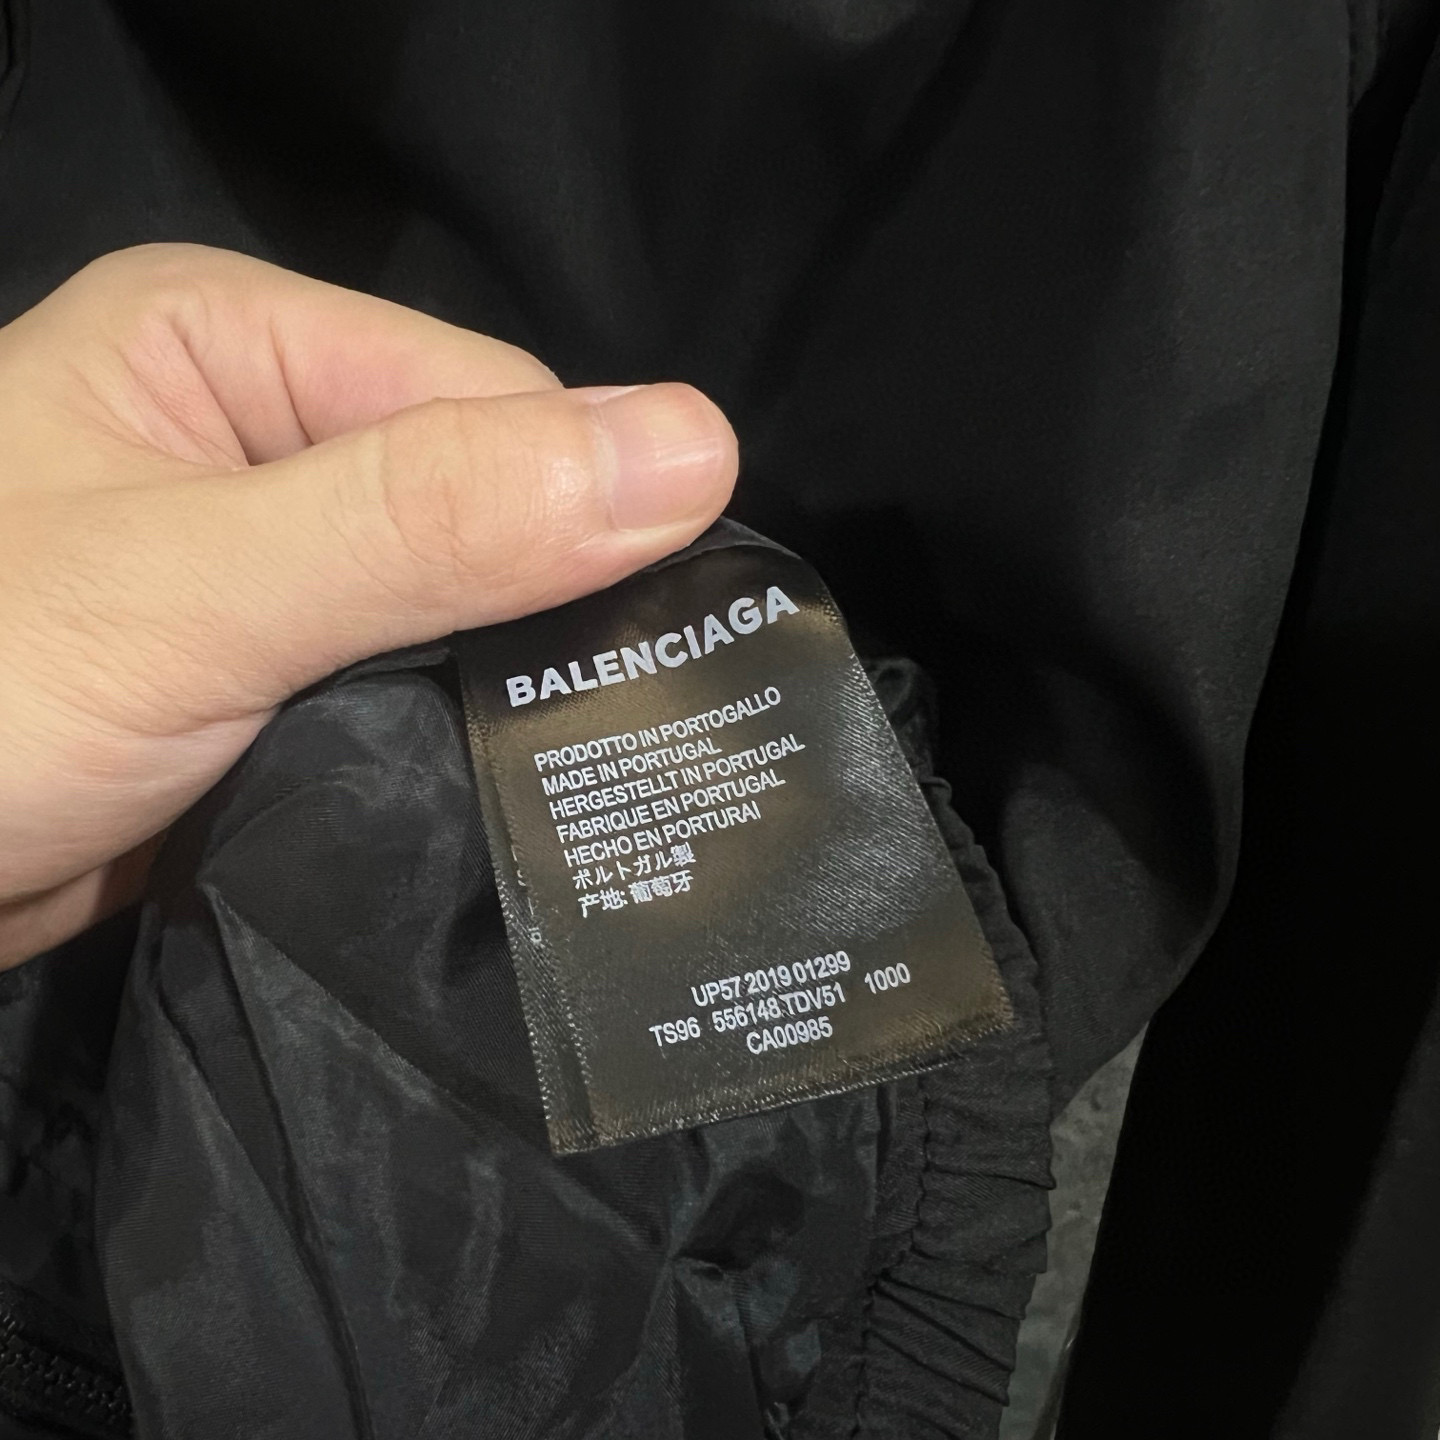 BALENCIAGA
PRODOTTO IN PORTOGALLO
MADE IN PORTUGAL
HERGESTELLT IN PORTUGAL
FABRIQUE EN PORTUGAL
HECHO EN PORTURAI
ポルトガル製
产地: 葡萄牙
UP57 2019 01299
TS96 556148 TDV51 1000
CA00985